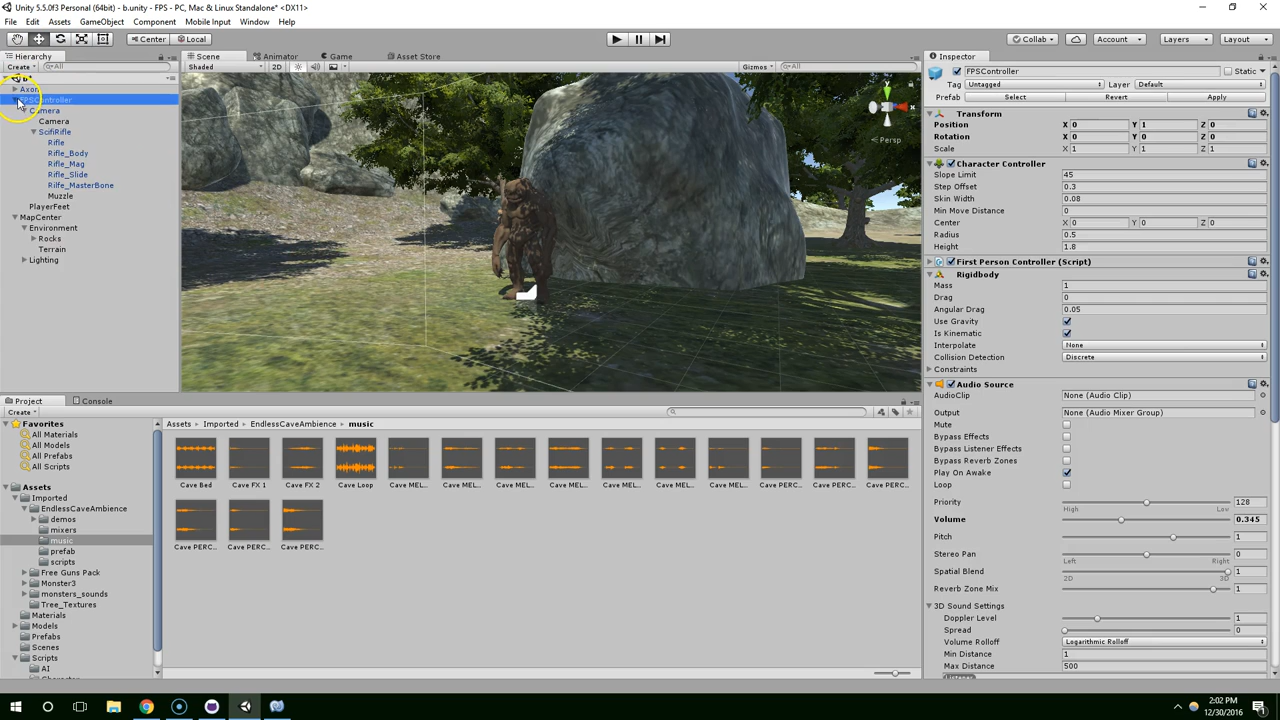 Unity 5.5.0f3 Personal (64bit) - b.unity - FPS - PC, Mac & Linux Standalone* <DX11>
File Edit Assets GameObject Component Mobile Input Window Help
Center Local Collab Account Layers Layout
Hierarchy Scene Animator Game Asset Store Inspector
Create All Shaded 2D Gizmos All FPSController Static
Tag Untagged Layer Default
Prefab Select Revert Apply
FPSController
Camera
Camera
ScifiRifle
Rifle
Rifle_Body
Rifle_Mag
Rifle_Slide
Rilfe_MasterBone
Muzzle
PlayerFeet
MapCenter
Environment
Rocks
Terrain
Lighting
y
Persp
Transform
Position X 0 Y 1 Z 0
Rotation X 0 Y 0 Z 0
Scale X 1 Y 1 Z 1
Character Controller
Slope Limit 45
Step Offset 0.3
Skin Width 0.08
Min Move Distance 0
Center X 0 Y 0 Z 0
Radius 0.5
Height 1.8
First Person Controller (Script)
Rigidbody
Mass 1
Drag 0
Angular Drag 0.05
Use Gravity
Is Kinematic
Interpolate None
Collision Detection Discrete
Constraints
Audio Source
AudioClip None (Audio Clip)
Output None (Audio Mixer Group)
Mute
Bypass Effects
Bypass Listener Effects
Bypass Reverb Zones
Play On Awake
Loop
Priority 128
High Low
Volume 0.345
Pitch 1
Stereo Pan 0
Left Right
Spatial Blend 1
2D 3D
Reverb Zone Mix 1
3D Sound Settings
Doppler Level 1
Spread 0
Volume Rolloff Logarithmic Rolloff
Min Distance 1
Max Distance 500
Listener
Project Console
Create
Favorites
All Materials
All Models
All Prefabs
All Scripts
Assets
Imported
EndlessCaveAmbience
demos
mixers
music
prefab
scripts
Free Guns Pack
Monster3
monsters_sounds
Tree_Textures
Materials
Models
Prefabs
Scenes
Scripts
AI
Assets Imported EndlessCaveAmbience music
Cave Bed Cave FX 1 Cave FX 2 Cave Loop Cave MEL... Cave MEL... Cave MEL... Cave MEL... Cave MEL... Cave MEL... Cave MEL... Cave PERC... Cave PERC... Cave PERC...
Cave PERC... Cave PERC... Cave PERC...
2:02 PM
12/30/2016